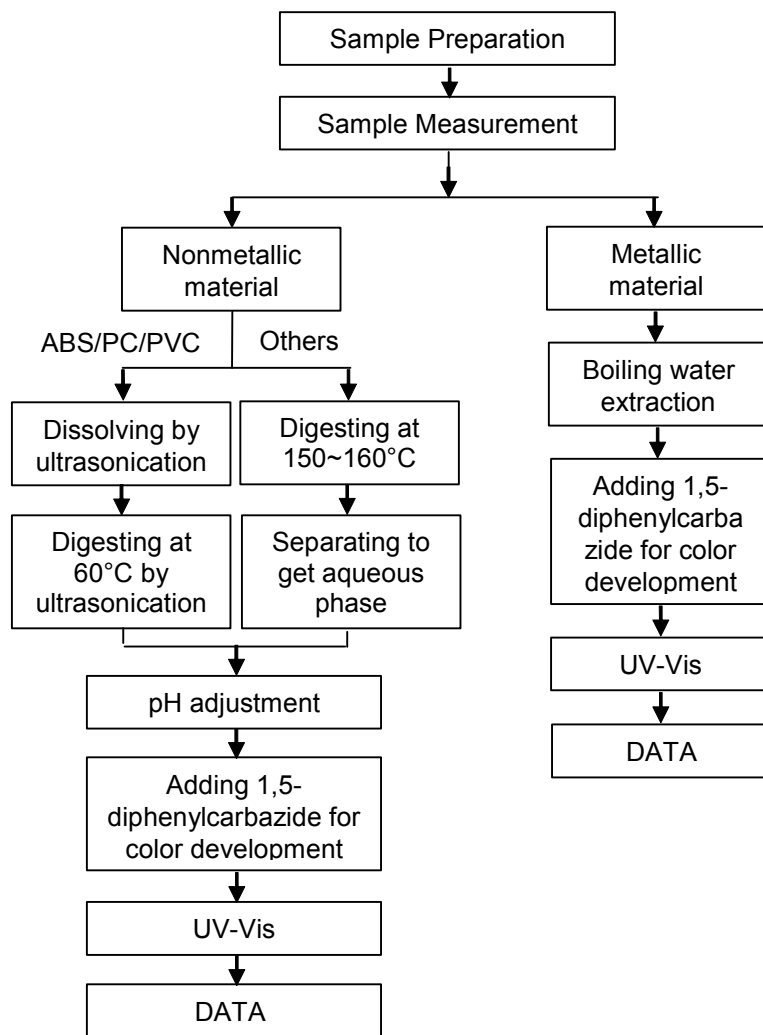 Sample Preparation
Sample Measurement
Nonmetallic
material
Metallic
material
ABS/PC/PVC
Others
Boiling water
extraction
Dissolving by
ultrasonication
Digesting at
150~160°C
Adding 1,5-
diphenylcarba
zide for color
development
Digesting at
60°C by
ultrasonication
Separating to
get aqueous
phase
UV-Vis
pH adjustment
DATA
Adding 1,5-
diphenylcarbazide for
color development
UV-Vis
DATA